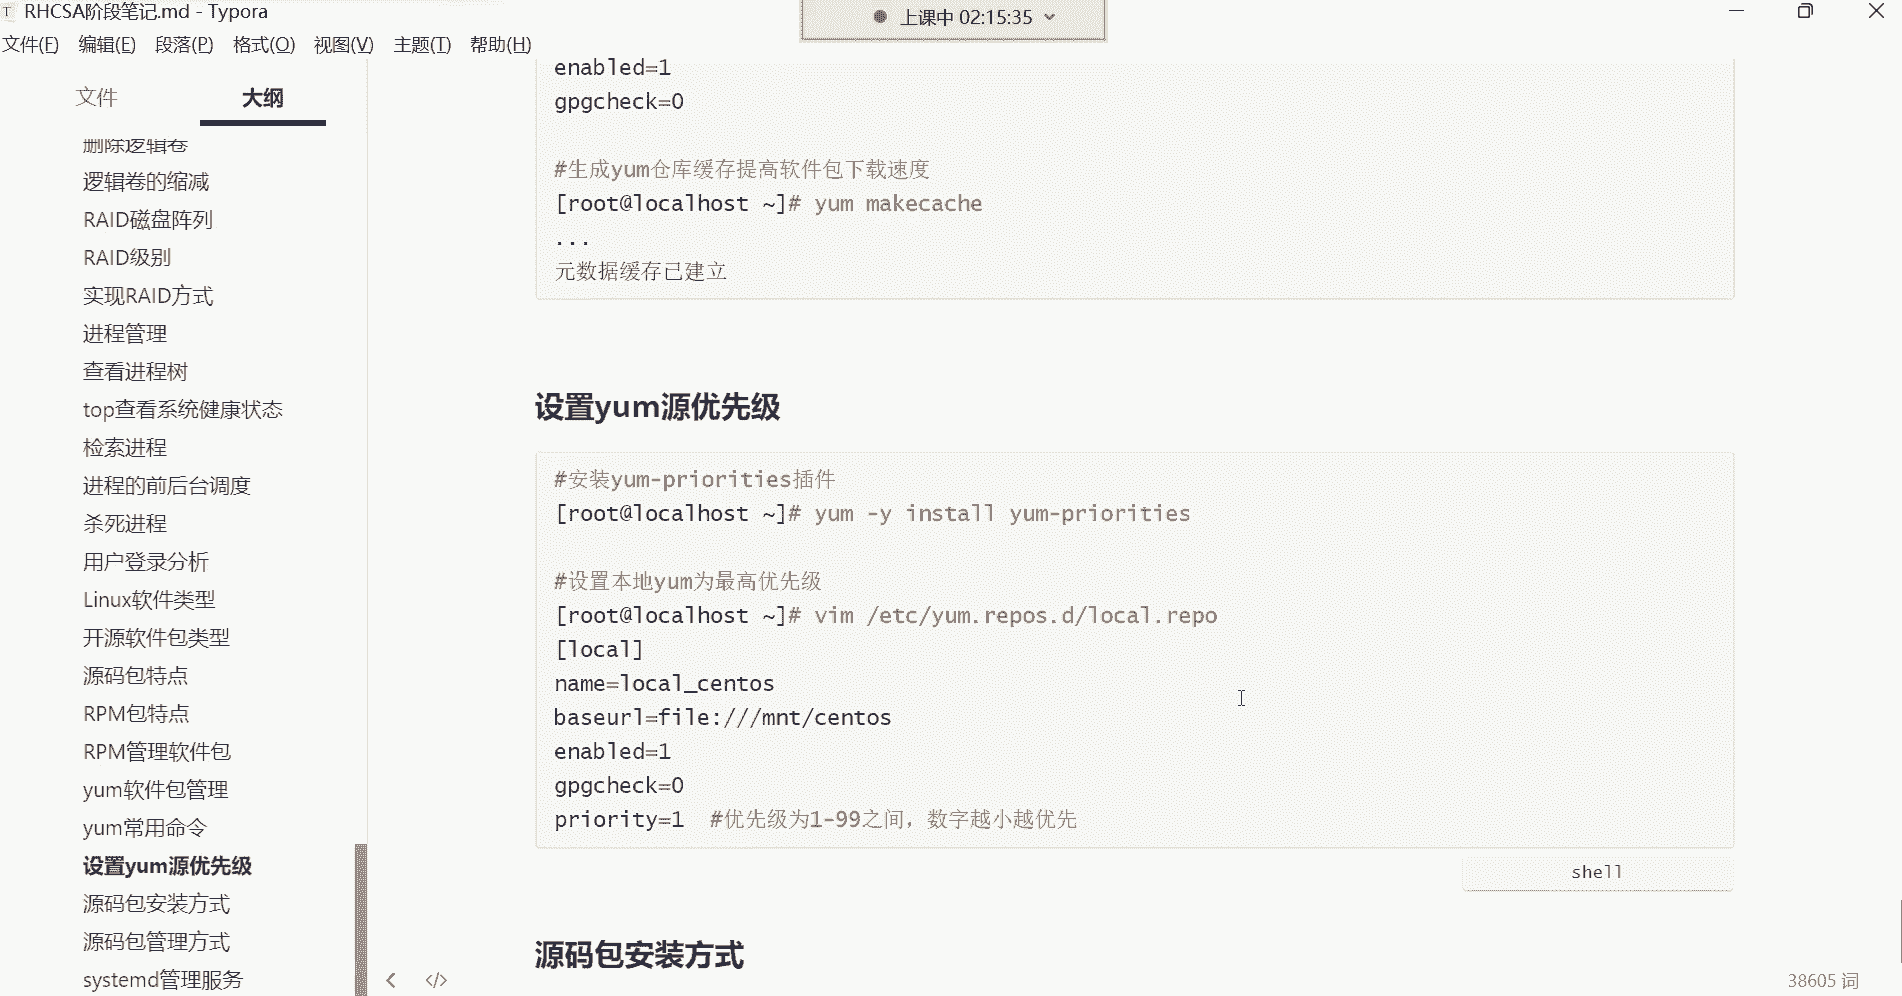 RHCSA阶段笔记.md - Typora
上课中 02:15:35
文件(F) 编辑(E) 段落(P) 格式(O) 视图(V) 主题(T) 帮助(H)
文件 大纲
删除逻辑卷
逻辑卷的缩减
RAID磁盘阵列
RAID级别
实现RAID方式
进程管理
查看进程树
top查看系统健康状态
检索进程
进程的前后台调度
杀死进程
用户登录分析
Linux软件类型
开源软件包类型
源码包特点
RPM包特点
RPM管理软件包
yum软件包管理
yum常用命令
设置yum源优先级
源码包安装方式
源码包管理方式
systemd管理服务
enabled=1
gpgcheck=0
#生成yum仓库缓存提高软件包下载速度
[root@localhost ~]# yum makecache
...
元数据缓存已建立
设置yum源优先级
#安装yum-priorities插件
[root@localhost ~]# yum -y install yum-priorities
#设置本地yum为最高优先级
[root@localhost ~]# vim /etc/yum.repos.d/local.repo
[local]
name=local_centos
baseurl=file:///mnt/centos
enabled=1
gpgcheck=0
priority=1  #优先级为1-99之间，数字越小越优先
shell
源码包安装方式
</> 38605 词